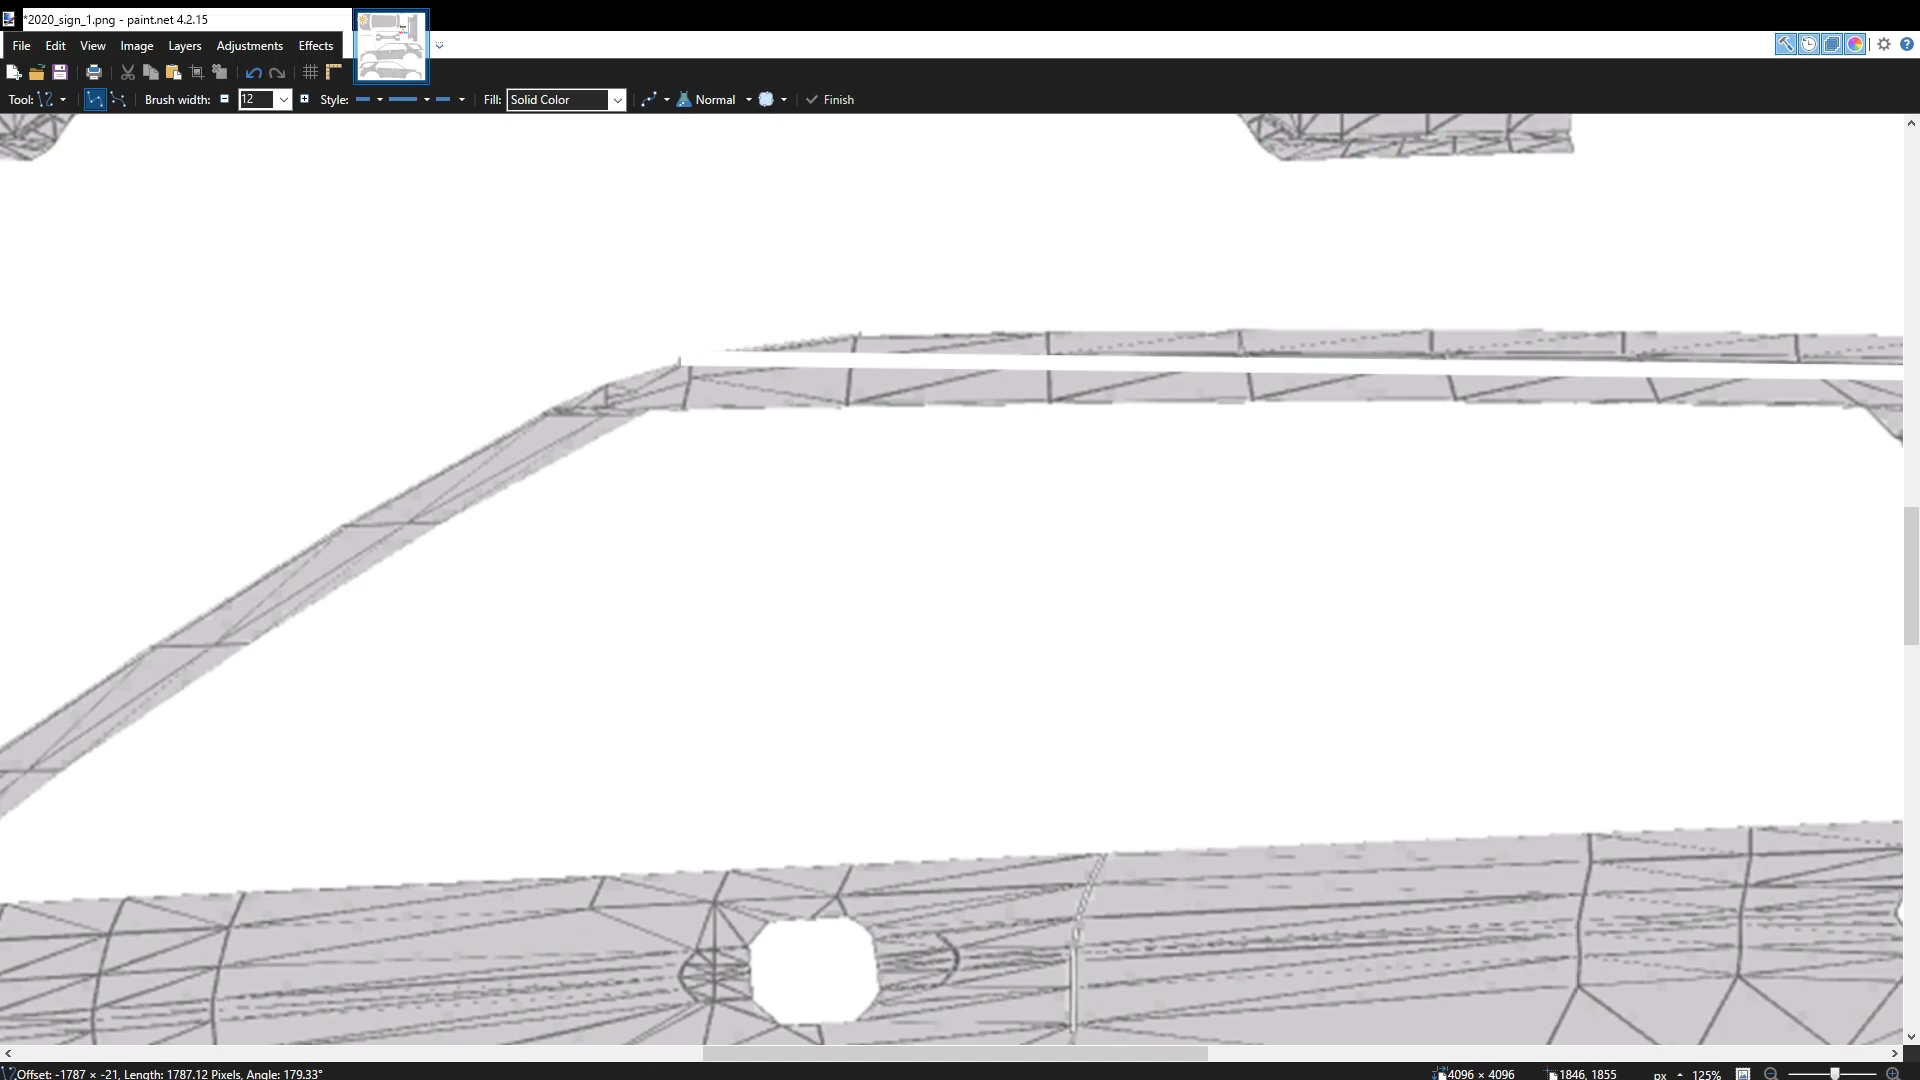 *2020_sign_1.png - paint.net 4.2.15
File Edit View Image Layers Adjustments Effects
Tool: Brush width: 12 Style: Fill: Solid Color Normal Finish
Offset: -1787 × -21, Length: 1787.12 Pixels, Angle: 179.33° 4096 × 4096 1846, 1855 px 125%